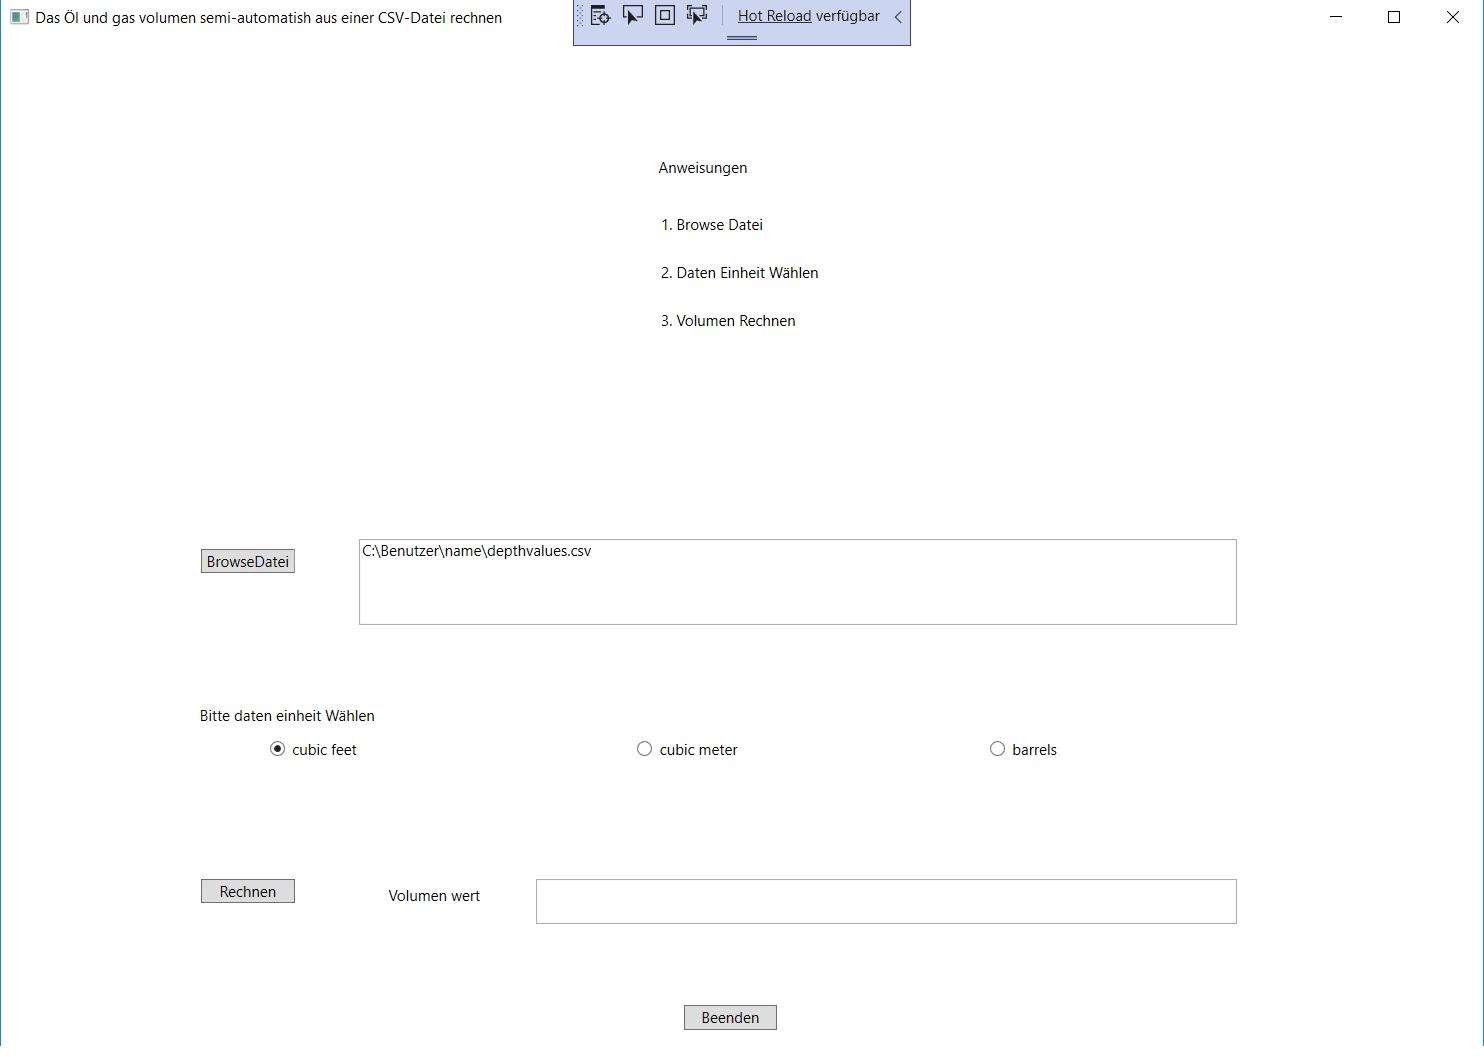 Das Öl und gas volumen semi-automatish aus einer CSV-Datei rechnen
Hot Reload verfügbar
Anweisungen
1. Browse Datei
2. Daten Einheit Wählen
3. Volumen Rechnen
BrowseDatei
C:\Benutzer\name\depthvalues.csv
Bitte daten einheit Wählen
cubic feet
cubic meter
barrels
Rechnen
Volumen wert
Beenden